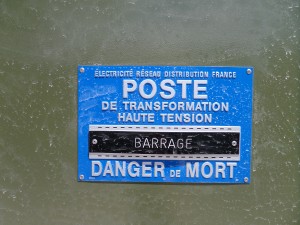 ÉLECTRICITÉ RÉSEAU DISTRIBUTION FRANCE
POSTE
DE TRANSFORMATION
HAUTE TENSION
BARRAGE
DANGER DE MORT